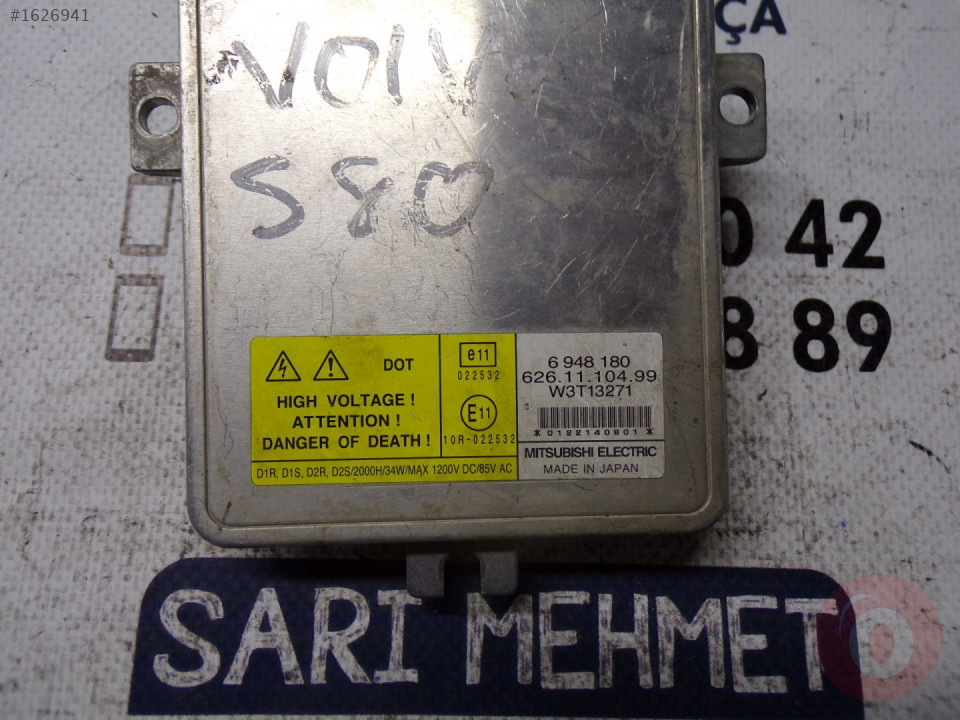 #1626941
ÇA
VOLV
S80
0 42
8 89
DOT
HIGH VOLTAGE !
ATTENTION !
DANGER OF DEATH !
e11
022532
E11
10R-022532
D1R, D1S, D2R, D2S/2000H/34W/MAX 1200V DC/85V AC
6 948 180
626.11.104.99
W3T13271
*0122140801*
MITSUBISHI ELECTRIC
MADE IN JAPAN
SARI MEHMET